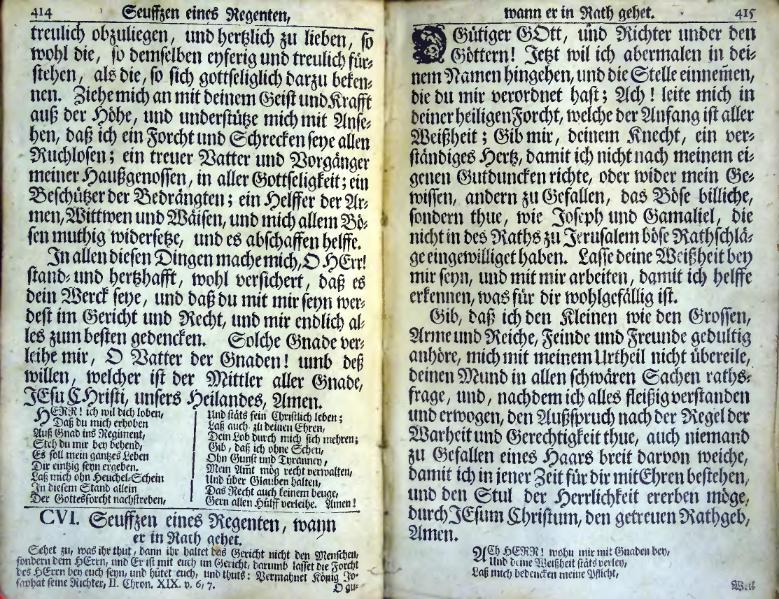 414 Seuffzen eines Regenten,
treulich obzuliegen, und hertzlich zu lieben, so
wohl die, so demselben eyferig und treulich für-
stehen, als die, so sich gottseliglich darzu beken-
nen. Ziehe mich an mit deinem Geist und Krafft
auß der Höhe, und unterstütze mich mit Anse-
hen, daß ich ein Forcht und Schrecken seye allen
Ruchlosen; ein treuer Vatter und Vorgänger
meiner Haußgenossen, in aller Gottseligkeit; ein
Beschützer der Bedrängten; ein Helffer der Ar-
men, Wittwen und Wäisen, und mich allem Bö-
sen muthig widersetze, und es abschaffen helffe.
In allen diesen Dingen mache mich, O HErr!
stand- und hertzhafft, wohl versichert, daß es
dein Werck seye, und daß du mit mir seyn wer-
dest im Gericht und Recht, und mir endlich al-
les zum besten gedencken. Solche Gnade ver-
leihe mir, O Vatter der Gnaden! umb deß
willen, welcher ist der Mittler aller Gnade,
JEsu Christi, unsers Heilandes, Amen.
HERR! ich wil dich loben,
Daß du mich erhoben
Auß Gnad ins Regiment,
Steh du mir bey behend,
Es soll mein gantzes Leben
Dir eintzig seyn ergeben.
Laß mich ohn Heuchel-Schein
In diesem Stand allein
Der Gottesforcht nachstreben,
Und stäts fein Christlich leben;
Laß auch zu deinen Ehren,
Dein Lob durch mich sich mehren;
Gib, daß ich ohne Scheu,
Ohn Gunst und Tyranney,
Mein Amt mög recht verwalten,
Und über Glauben halten,
Das Recht auch keinem beuge,
Gern allen Hülff verleihe. Amen!
CVI. Seuffzen eines Regenten, wann
er in Rath gehet.
Sehet zu, was ihr thut, dann ihr haltet das Gericht nicht den Menschen,
sondern dem HErrn, und Er ist mit euch im Gericht, darumb lasset die Forcht
des HErrn bey euch seyn, und hütet euch, und thuts: Vermahnet König Jo-
saphat seine Richter, II. Chron. XIX. v. 6, 7.
O gü-
wann er in Rath gehet. 415
O Gütiger GOtt, und Richter under den
Göttern! Jetzt wil ich abermalen in dei-
nem Namen hingehen, und die Stelle einnem̃en,
die du mir verordnet hast; Ach! leite mich in
deiner heiligen Forcht, welche der Anfang ist aller
Weißheit; Gib mir, deinem Knecht, ein ver-
ständiges Hertz, damit ich nicht nach meinem ei-
genen Gutduncken richte, oder wider mein Ge-
wissen, andern zu Gefallen, das Böse billiche,
sondern thue, wie Joseph und Gamaliel, die
nicht in des Raths zu Jerusalem böse Rathschlä-
ge eingewilliget haben. Lasse deine Weißheit bey
mir seyn, und mit mir arbeiten, damit ich helffe
erkennen, was für dir wohlgefällig ist.
Gib, daß ich den Kleinen wie den Grossen,
Arme und Reiche, Feinde und Freunde gedultig
anhöre, mich mit meinem Urtheil nicht übereile,
deinen Mund in allen schwären Sachen raths-
frage, und, nachdem ich alles fleißig verstanden
und erwogen, den Außspruch nach der Regel der
Warheit und Gerechtigkeit thue, auch niemand
zu Gefallen eines Haars breit darvon weiche,
damit ich in jener Zeit für dir mit Ehren bestehen,
und den Stul der Herrlichkeit ererben möge,
durch JEsum Christum, den getreuen Rathgeb,
Amen.
ACh HERR! wohn mir mit Gnaden bey,
Und deine Weißheit stäts verley,
Laß mich bedencken meine Pflicht,
Weil